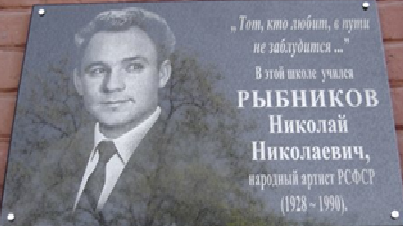 „Тот, кто любит, в пути
не заблудится ..."
В этой школе учился
РЫБНИКОВ
Николай
Николаевич,
народный артист РСФСР
(1928 ~ 1990).